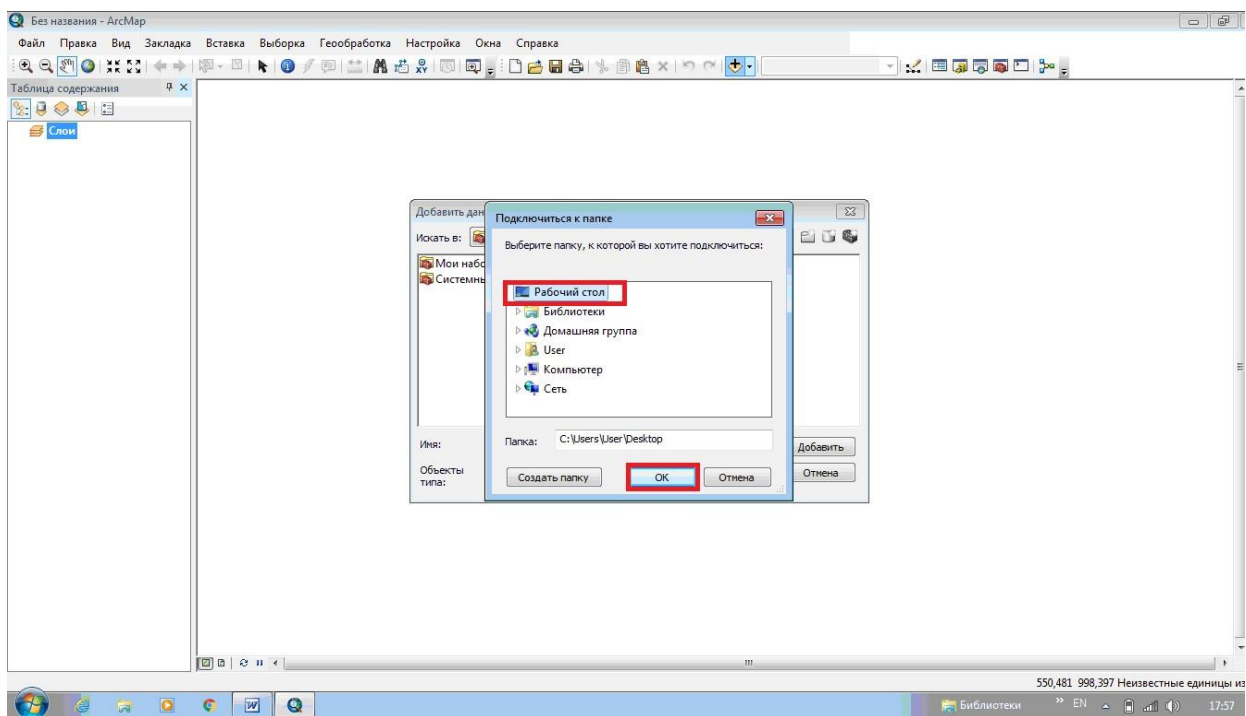 Без названия - ArcMap
Файл Правка Вид Закладка Вставка Выборка Геообработка Настройка Окна Справка
Таблица содержания
Слои
Добавить дан
Искать в:
Мои набо
Системны
Имя:
Объекты
типа:
Добавить
Отмена
Подключиться к папке
Выберите папку, к которой вы хотите подключиться:
Рабочий стол
Библиотеки
Домашняя группа
User
Компьютер
Сеть
Папка: C:\Users\User\Desktop
Создать папку OK Отмена
550,481 998,397 Неизвестные единицы из
Библиотеки » EN 17:57